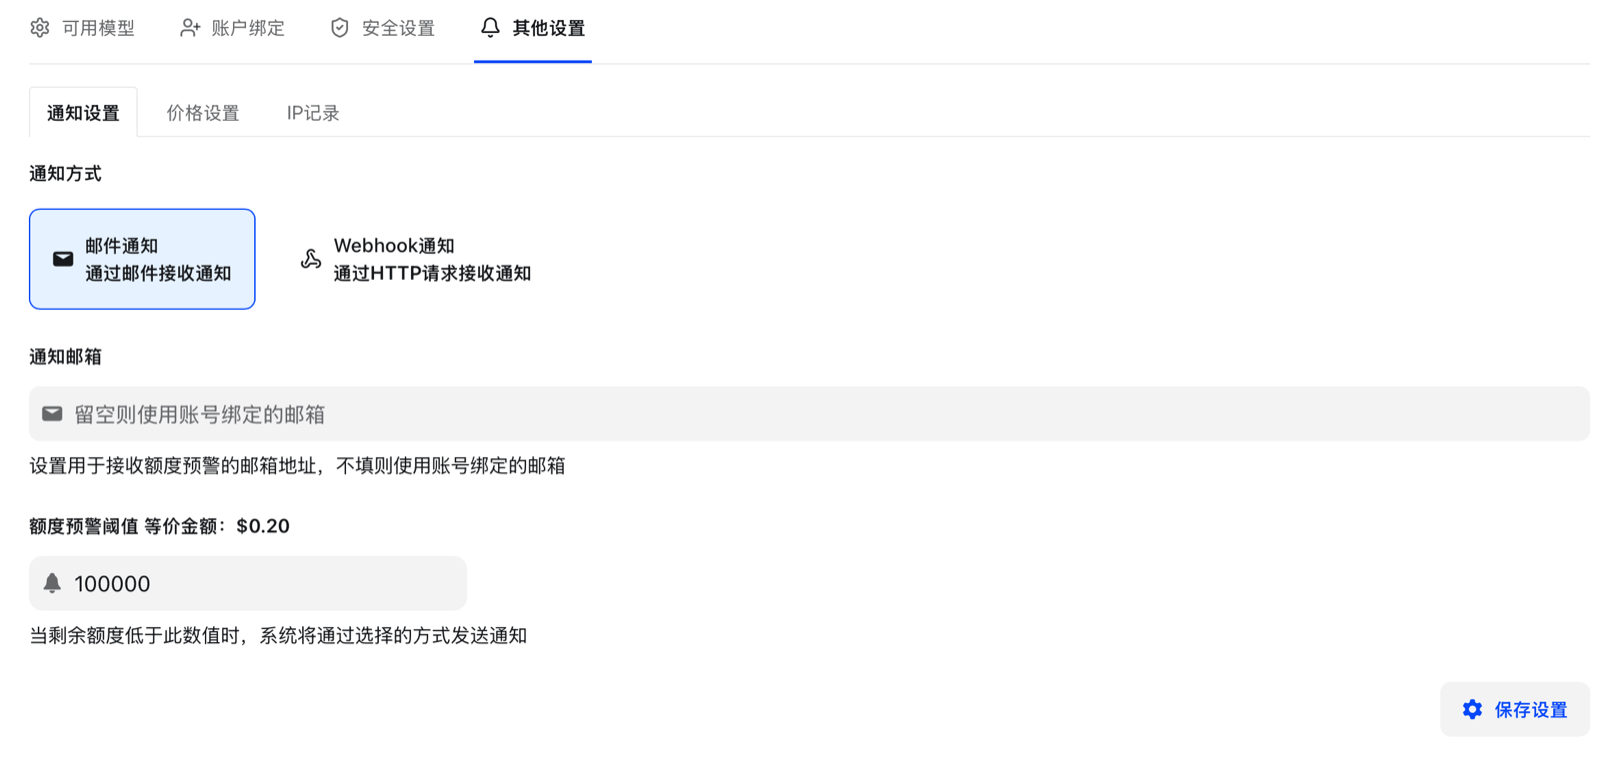 可用模型 账户绑定 安全设置 其他设置
通知设置 价格设置 IP记录
通知方式
邮件通知
通过邮件接收通知
Webhook通知
通过HTTP请求接收通知
通知邮箱
留空则使用账号绑定的邮箱
设置用于接收额度预警的邮箱地址，不填则使用账号绑定的邮箱
额度预警阈值 等价金额：$0.20
100000
当剩余额度低于此数值时，系统将通过选择的方式发送通知
保存设置